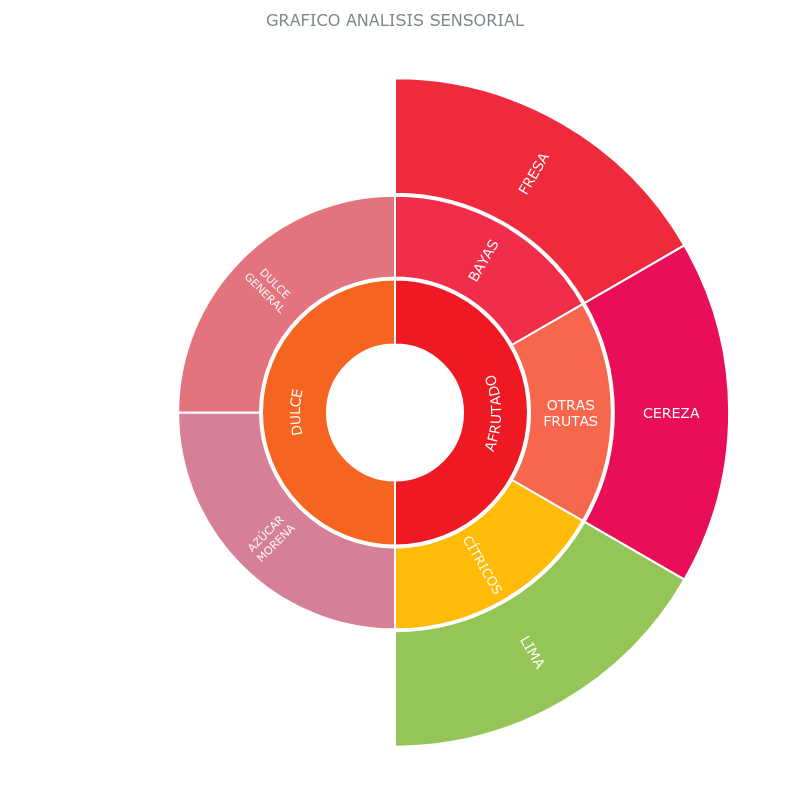 GRAFICO ANALISIS SENSORIAL
FRESA
BAYAS
DULCE
GENERAL
DULCE
AFRUTADO
OTRAS
FRUTAS
CEREZA
AZÚCAR
MORENA
CÍTRICOS
LIMA